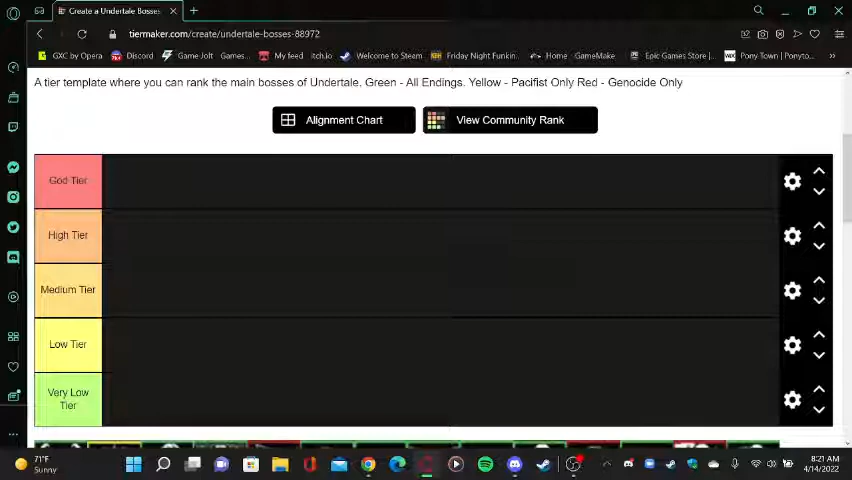 Create a Undertale Bosses
tiermaker.com/create/undertale-bosses-88972
GXC by Opera
Discord
Game Jolt - Games...
My feed - itch.io
Welcome to Steam
Friday Night Funkin...
Home - GameMake...
Epic Games Store |...
Pony Town | Ponyto...
A tier template where you can rank the main bosses of Undertale. Green - All Endings. Yellow - Pacifist Only Red - Genocide Only
Alignment Chart
View Community Rank
God Tier
High Tier
Medium Tier
Low Tier
Very Low
Tier
71°F
Sunny
8:21 AM
4/14/2022